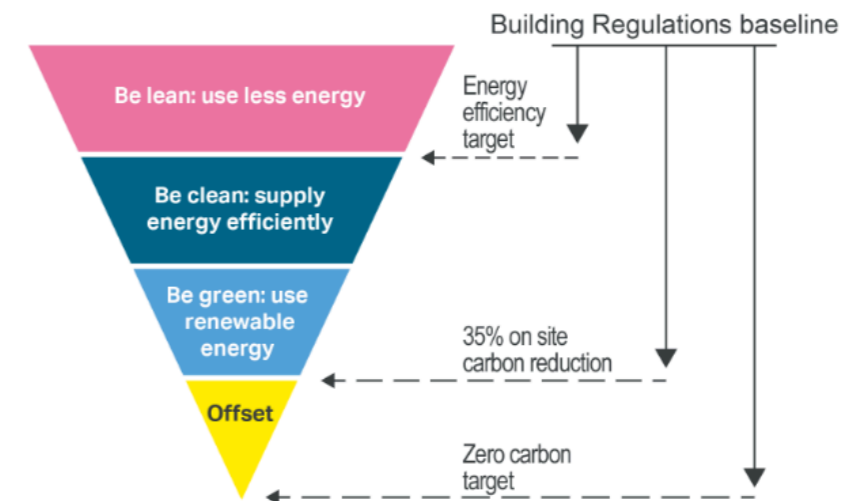 Building Regulations baseline
Be lean: use less energy
Energy
efficiency
target
Be clean: supply
energy efficiently
Be green: use
renewable
energy
35% on site
carbon reduction
Offset
Zero carbon
target